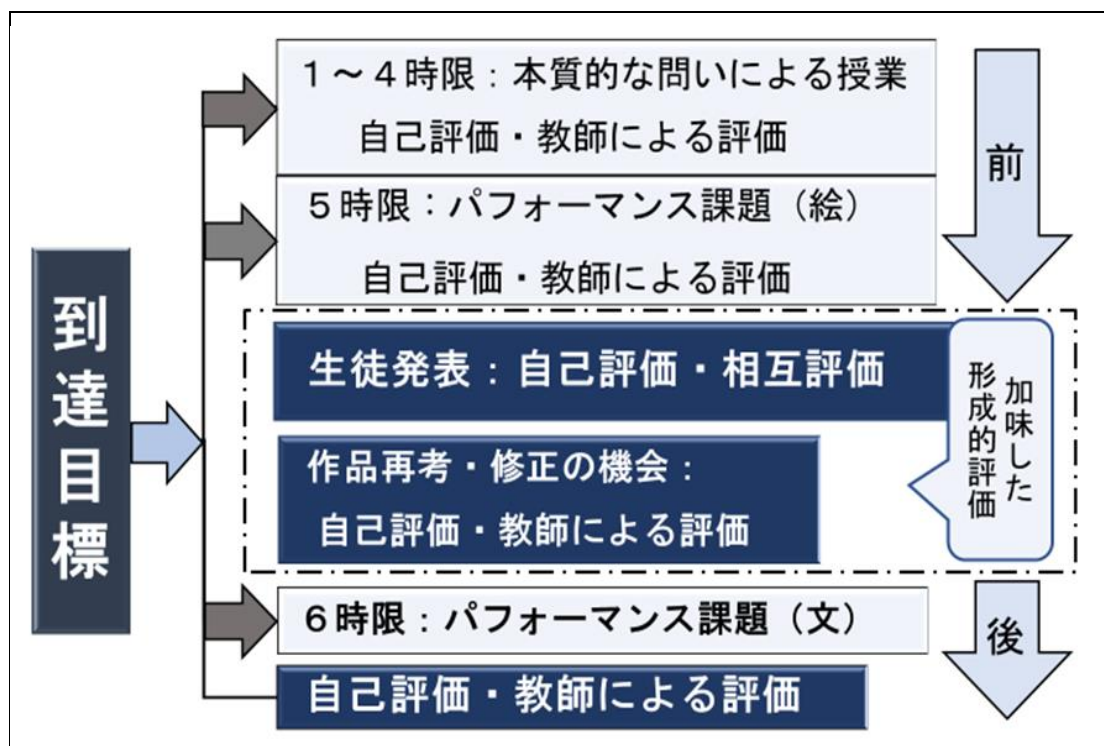 到達目標
１～４時限：本質的な問いによる授業
自己評価・教師による評価
５時限：パフォーマンス課題（絵）
自己評価・教師による評価
前
生徒発表：自己評価・相互評価
作品再考・修正の機会：
自己評価・教師による評価
加味した
形成的評価
６時限：パフォーマンス課題（文）
自己評価・教師による評価
後